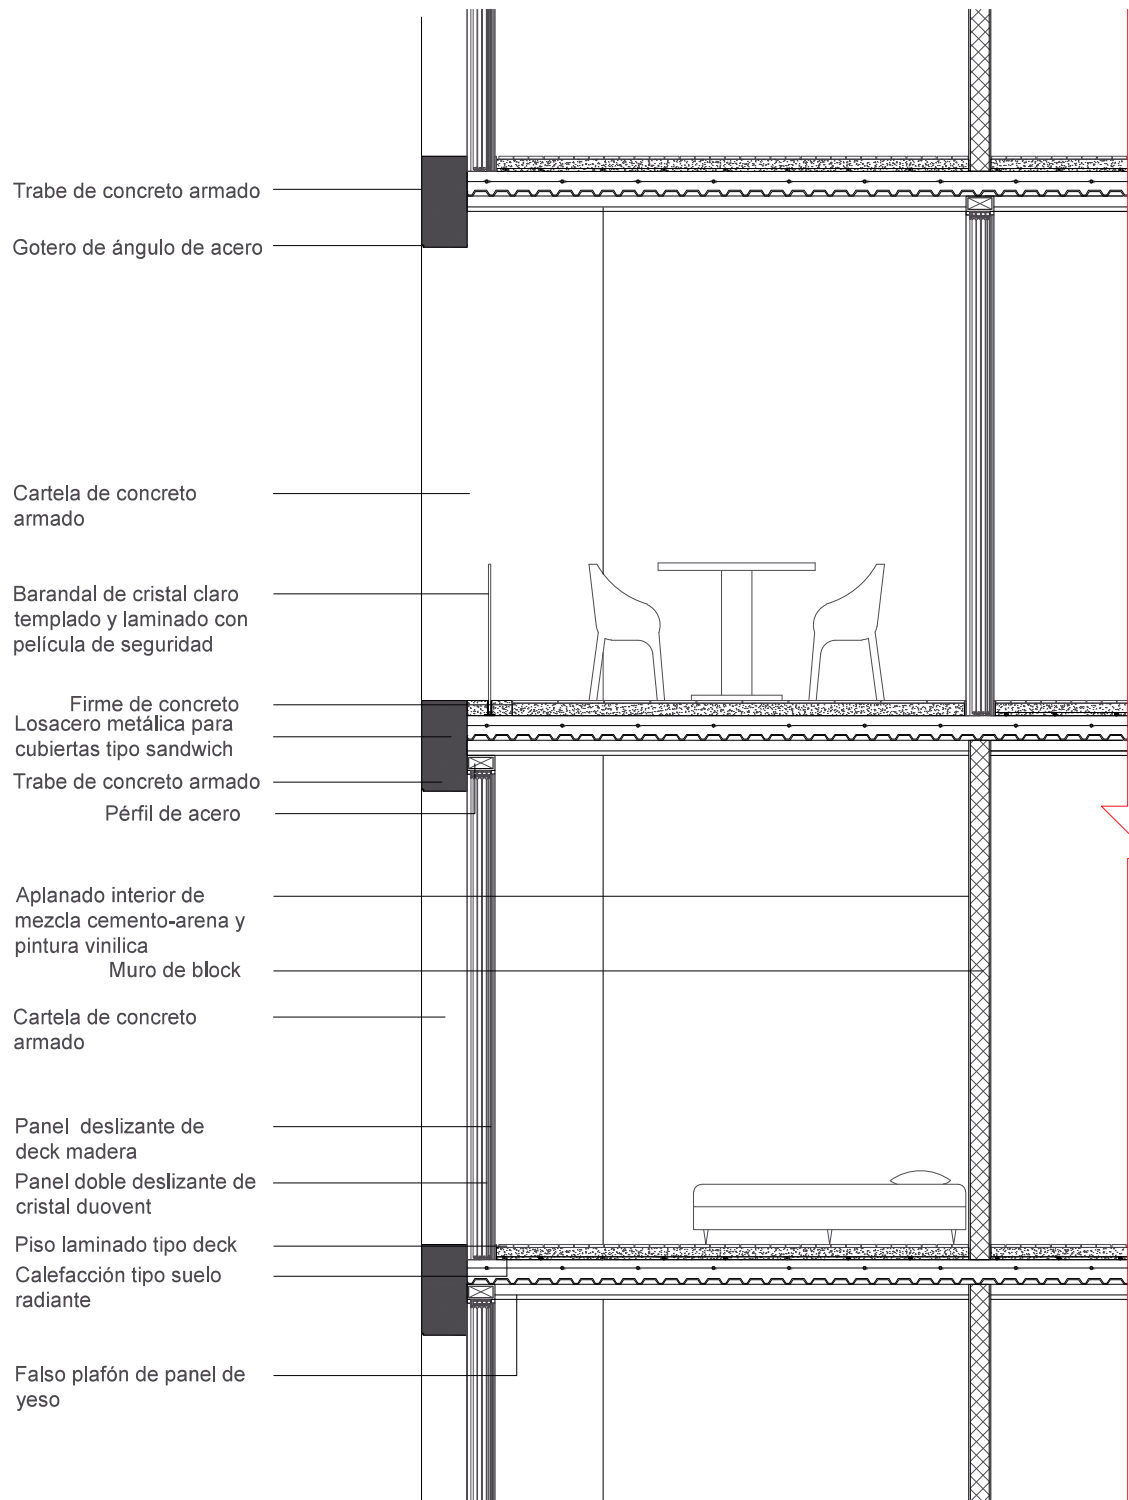 Trabe de concreto armado
Gotero de ángulo de acero
Cartela de concreto
armado
Barandal de cristal claro
templado y laminado con
película de seguridad
Firme de concreto
Losacero metálica para
cubiertas tipo sandwich
Trabe de concreto armado
Pérfil de acero
Aplanado interior de
mezcla cemento-arena y
pintura vinilica
Muro de block
Cartela de concreto
armado
Panel  deslizante de
deck madera
Panel doble deslizante de
cristal duovent
Piso laminado tipo deck
Calefacción tipo suelo
radiante
Falso plafón de panel de
yeso